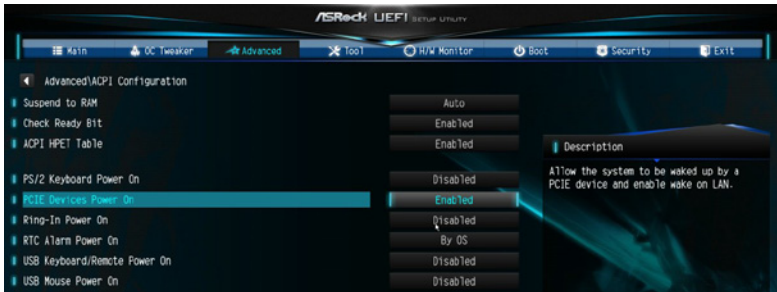 ASRock UEFI SETUP UTILITY
Main OC Tweaker Advanced Tool H/W Monitor Boot Security Exit
Advanced\ACPI Configuration
Suspend to RAM Auto
Check Ready Bit Enabled
ACPI HPET Table Enabled
Description
Allow the system to be waked up by a
PCIE device and enable wake on LAN.
PS/2 Keyboard Power On Disabled
PCIE Devices Power On Enabled
Ring-In Power On Disabled
RTC Alarm Power On By OS
USB Keyboard/Remote Power On Disabled
USB Mouse Power On Disabled